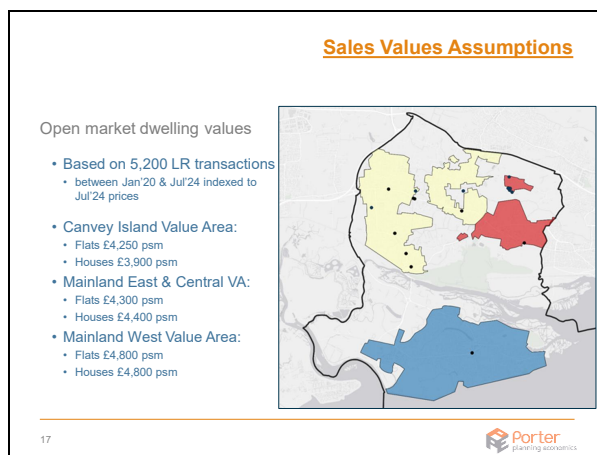 Sales Values Assumptions
Open market dwelling values
• Based on 5,200 LR transactions
• between Jan'20 & Jul'24 indexed to
Jul'24 prices
• Canvey Island Value Area:
• Flats £4,250 psm
• Houses £3,900 psm
• Mainland East & Central VA:
• Flats £4,300 psm
• Houses £4,400 psm
• Mainland West Value Area:
• Flats £4,800 psm
• Houses £4,800 psm
17
Porter
planning economics